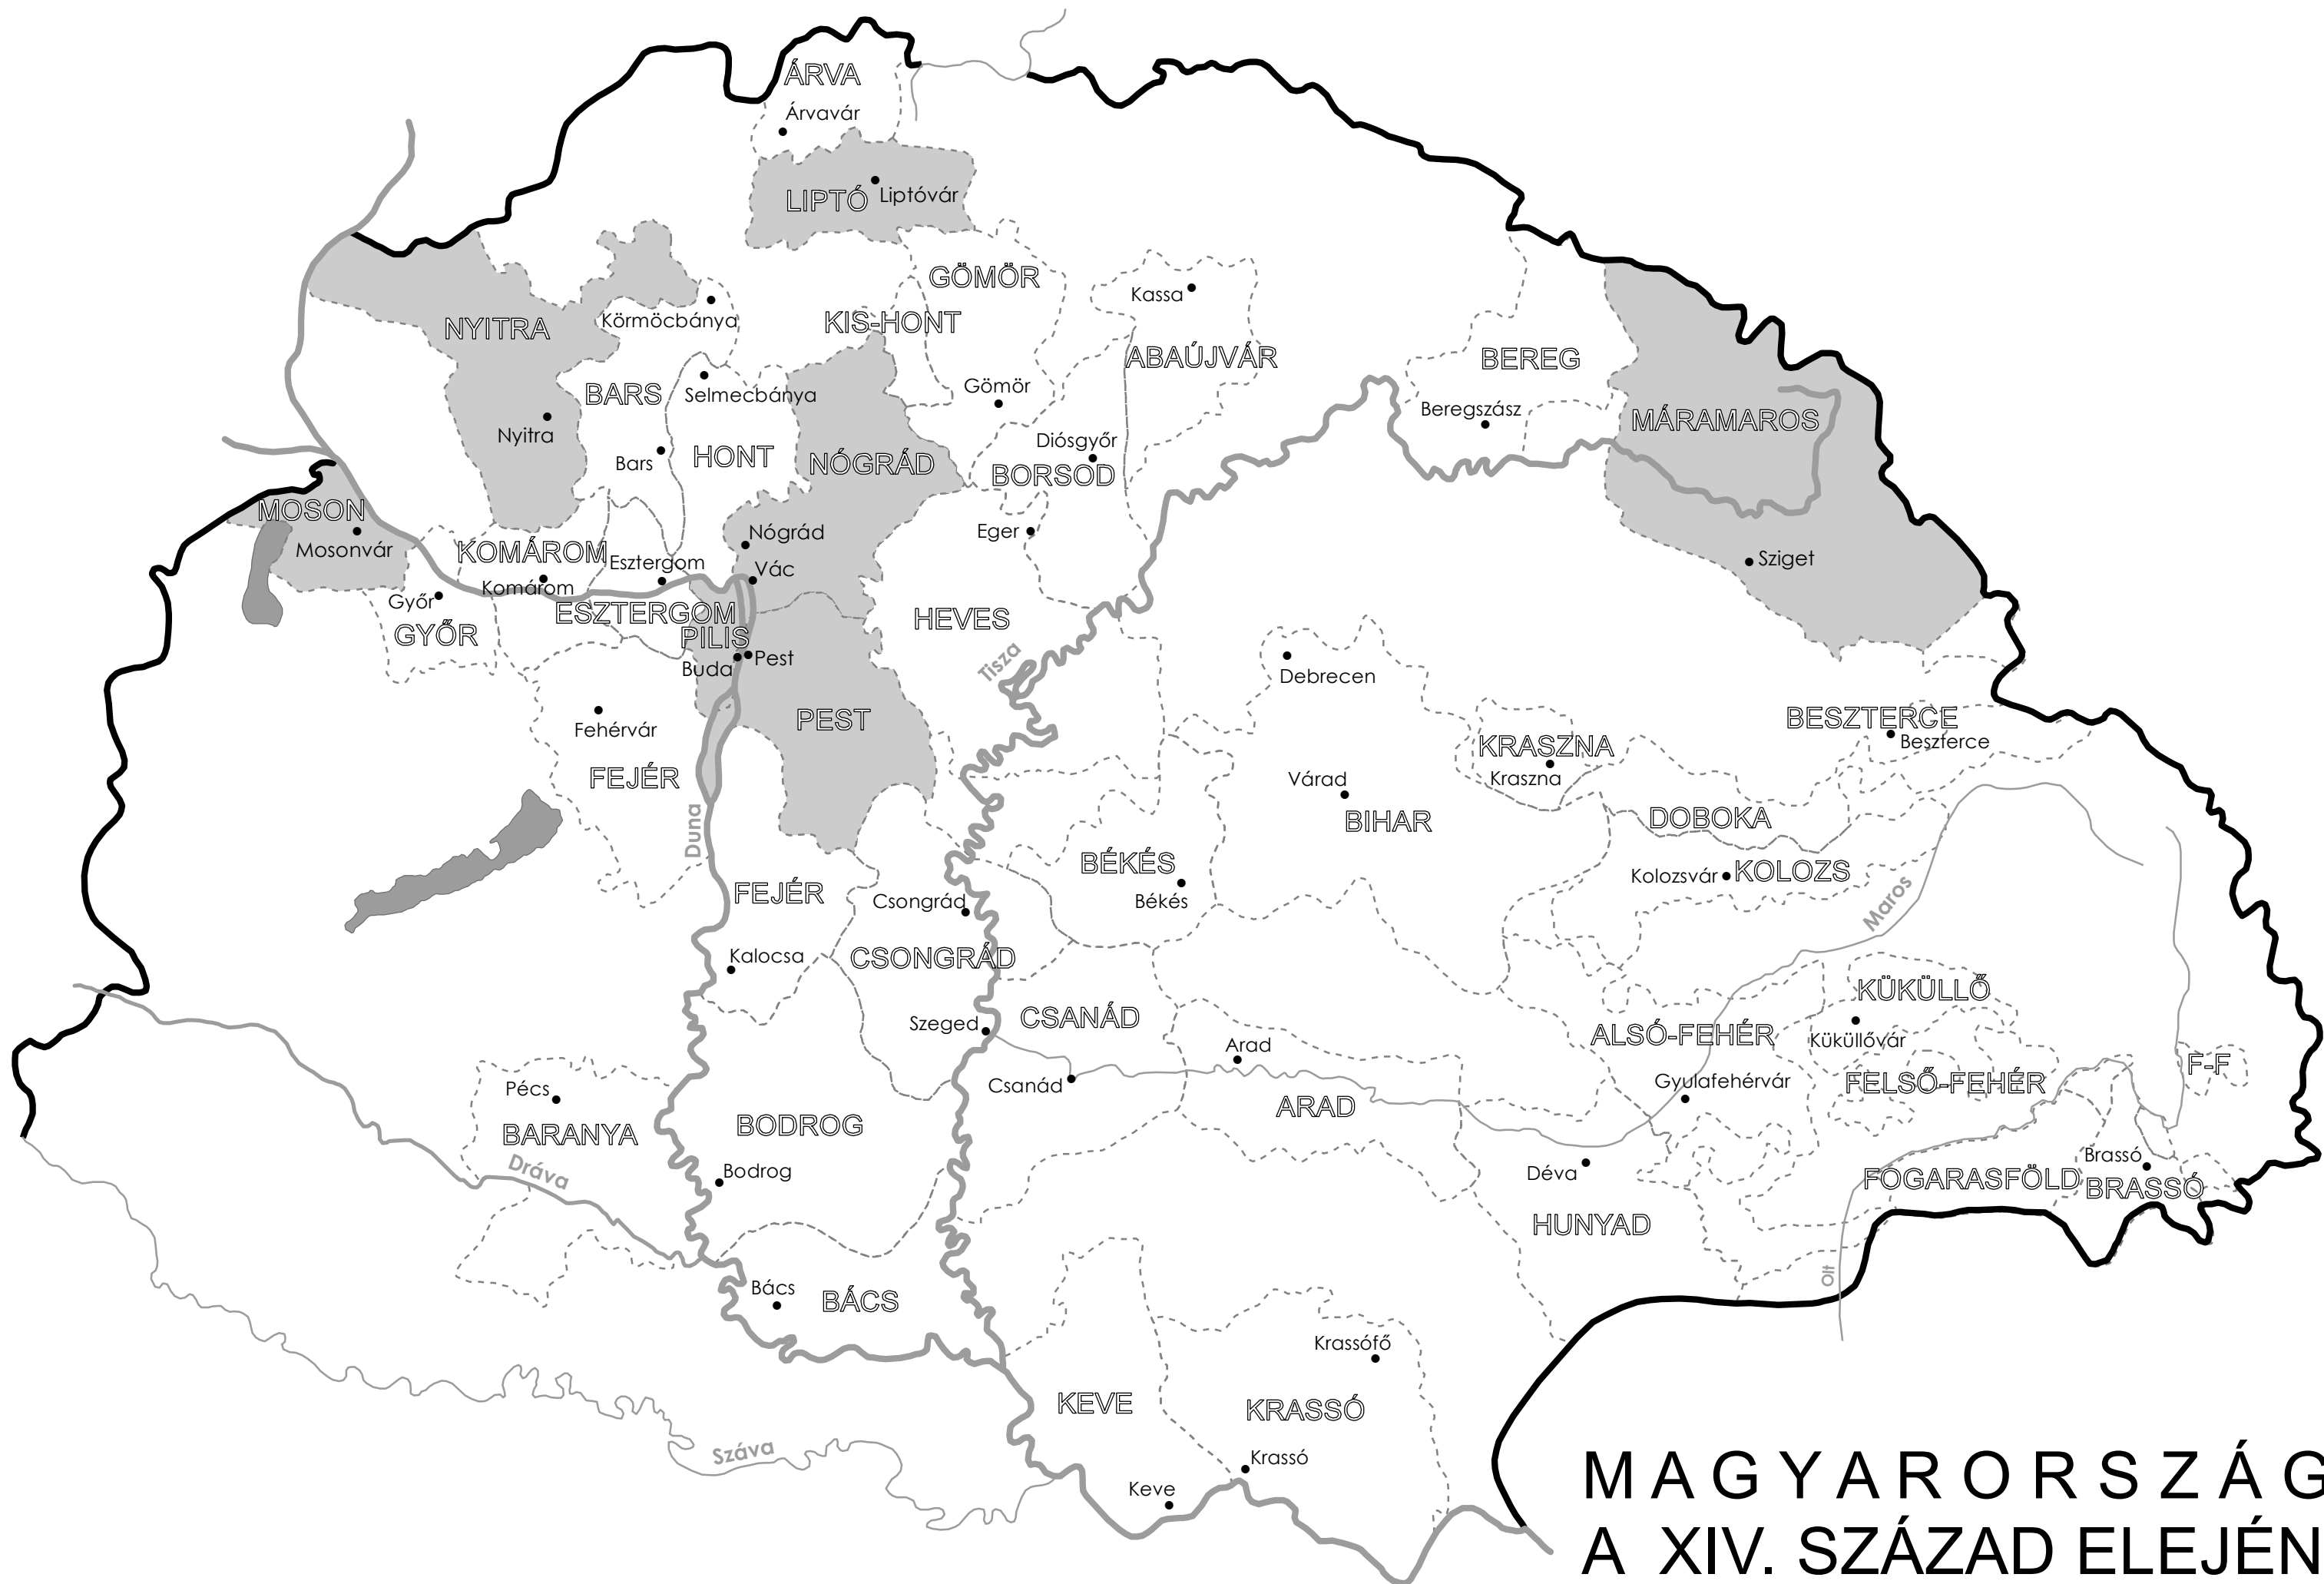 ÁRVA
Árvavár
LIPTÓ
Liptóvár
GÖMÖR
Kassa
Körmöcbánya
KIS-HONT
NYITRA
ABAÚJVÁR
BEREG
Selmecbánya
BARS
Gömör
Beregszász
MÁRAMAROS
Nyitra
Diósgyőr
Bars
HONT
NÓGRÁD
BORSOD
MOSON
Mosonvár
Nógrád
Eger
KOMÁROM
Esztergom
Vác
Sziget
Komárom
Győr
ESZTERGOM
HEVES
GYŐR
PILIS
Buda
Pest
Tisza
Debrecen
Fehérvár
PEST
BESZTERCE
Beszterce
KRASZNA
Kraszna
FEJÉR
Várad
BIHAR
DOBOKA
Duna
BÉKÉS
Békés
Kolozsvár
KOLOZS
FEJÉR
Csongrád
Maros
Kalocsa
CSONGRÁD
KÜKÜLLŐ
Szeged
CSANÁD
ALSÓ-FEHÉR
Küküllővár
Arad
Csanád
Gyulafehérvár
FELSŐ-FEHÉR
F-F
Pécs
ARAD
BARANYA
BODROG
Dráva
Bodrog
Déva
Brassó
FOGARASFÖLD
BRASSÓ
HUNYAD
Olt
Bács
BÁCS
Krassófő
KEVE
KRASSÓ
Száva
Krassó
Keve
MAGYARORSZÁG
A XIV. SZÁZAD ELEJÉN